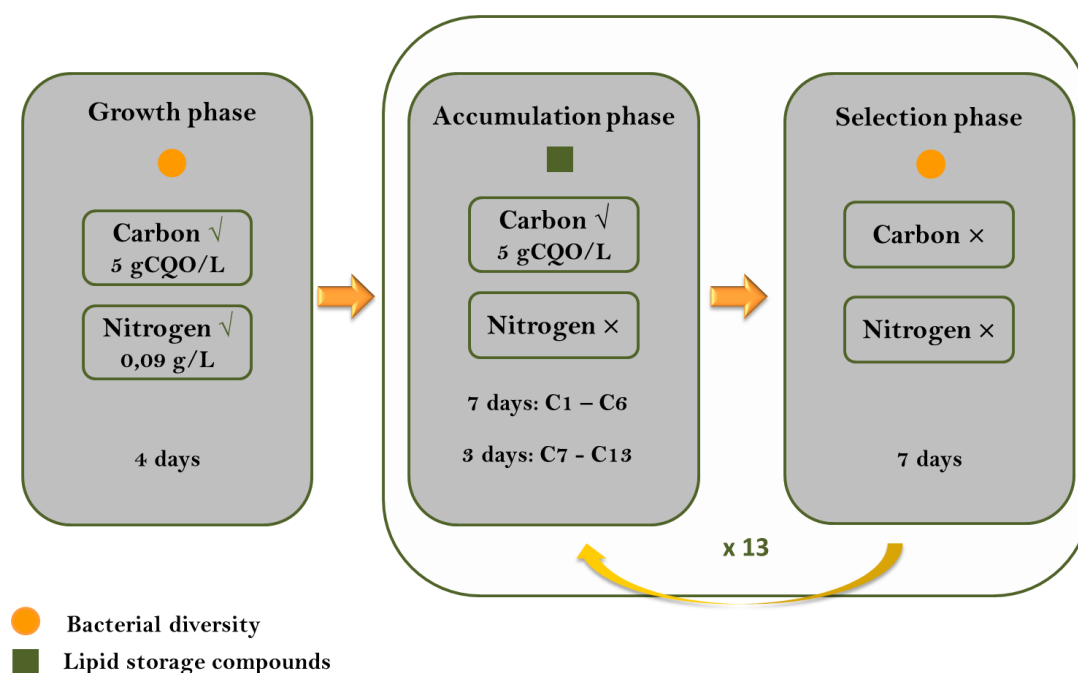 Growth phase
Carbon √
5 gCQO/L
Nitrogen √
0,09 g/L
4 days
Accumulation phase
Carbon √
5 gCQO/L
Nitrogen ×
7 days: C1 – C6
3 days: C7 - C13
Selection phase
Carbon ×
Nitrogen ×
7 days
x 13
Bacterial diversity
Lipid storage compounds